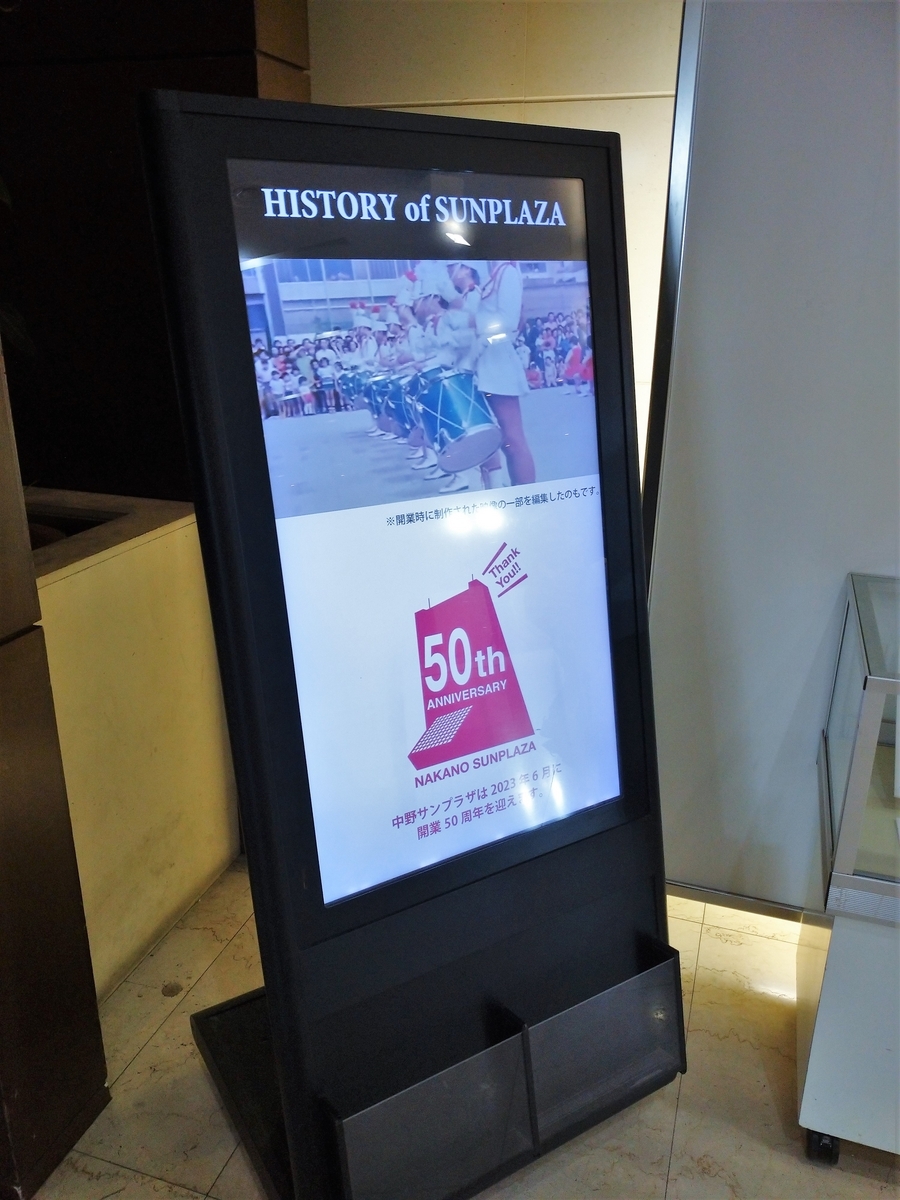 HISTORY of SUNPLAZA
※開業時に制作された映像の一部を編集したのもです。
Thank
You!!
50th
ANNIVERSARY
NAKANO SUNPLAZA
中野サンプラザは 2023 年 6 月に
開業 50 周年を迎えます。